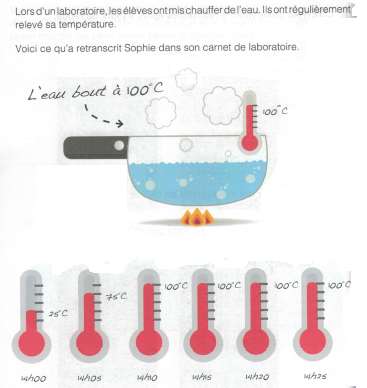 Lors d'un laboratoire, les élèves ont mis chauffer de l'eau. Ils ont régulièrement
relevé sa température.
Voici ce qu'a retranscrit Sophie dans son carnet de laboratoire.
L'eau bout à 100°C
100°C
25°C
75°C
100°C
100°C
100°C
100°C
14h00
14h05
14h10
14h15
14h20
14h25